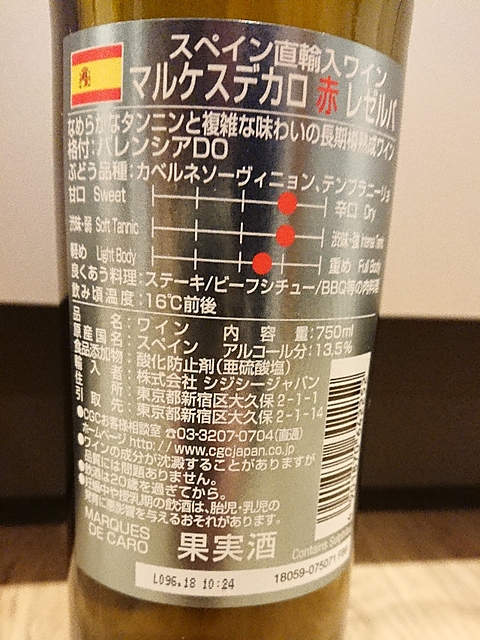 スペイン直輸入ワイン
マルケスデカロ 赤 レゼルバ
なめらかなタンニンと複雑な味わいの長期樽熟成ワイン
格付:バレンシアDO
ぶどう品種:カベルネソーヴィニョン、テンプラニーリョ
甘口 Sweet 辛口 Dry
渋味・弱 Soft Tannic 渋味・強 Intense Tannic
軽め Light Body 重め Full Body
良くあう料理:ステーキ/ビーフシチュー/BBQ等の肉料理
飲み頃温度:16℃前後
品名:ワイン 内容量:750ml
原産国名:スペイン アルコール分:13.5%
食品添加物:酸化防止剤(亜硫酸塩)
輸入者:株式会社 シジシージャパン
住所:東京都新宿区大久保2-1-1
引取先:東京都新宿区大久保2-1-14
●CGCお客様相談室 ☎03-3207-0704(直通)
ホームページ http://www.cgcjapan.co.jp
●ワインの成分が沈澱することがありますが
品質には問題ありません。
●飲酒は20歳を過ぎてから。
●妊娠中や授乳期の飲酒は、胎児・乳児の
発育に悪影響を与えるおそれがあります。
MARQUES
DE CARO
果実酒
Contains Sulphites
L096.18 10:24
18059-075071